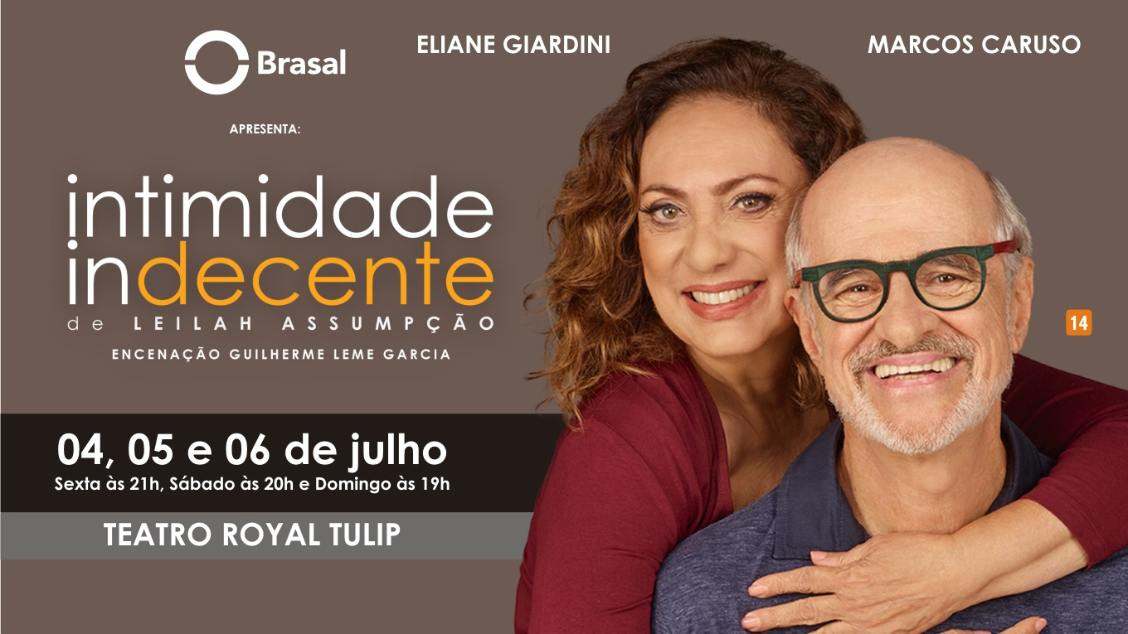 Brasal
ELIANE GIARDINI
MARCOS CARUSO
APRESENTA:
intimidade
indecente
de LEILAH ASSUMPÇÃO
ENCENAÇÃO GUILHERME LEME GARCIA
14
04, 05 e 06 de julho
Sexta às 21h, Sábado às 20h e Domingo às 19h
TEATRO ROYAL TULIP